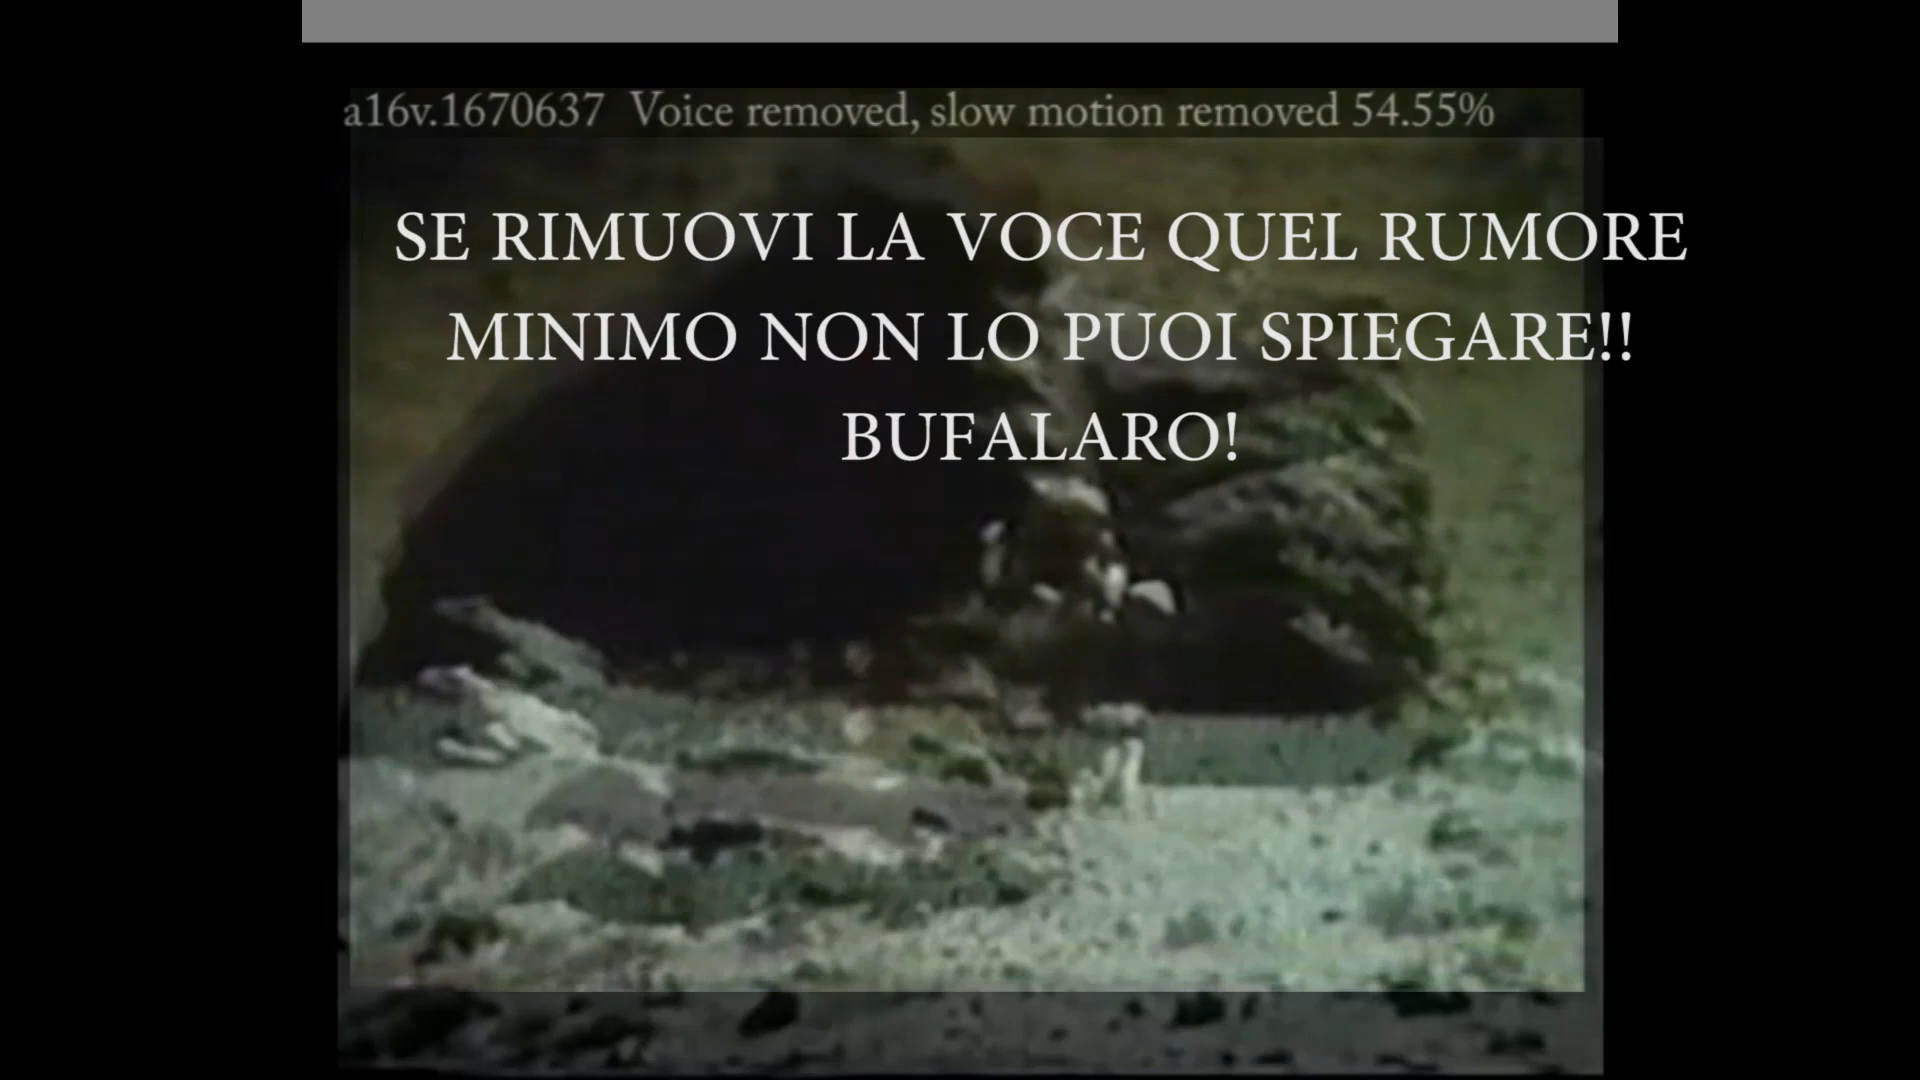 a16v.1670637 Voice removed, slow motion removed 54.55%
SE RIMUOVI LA VOCE QUEL RUMORE
MINIMO NON LO PUOI SPIEGARE!!
BUFALARO!